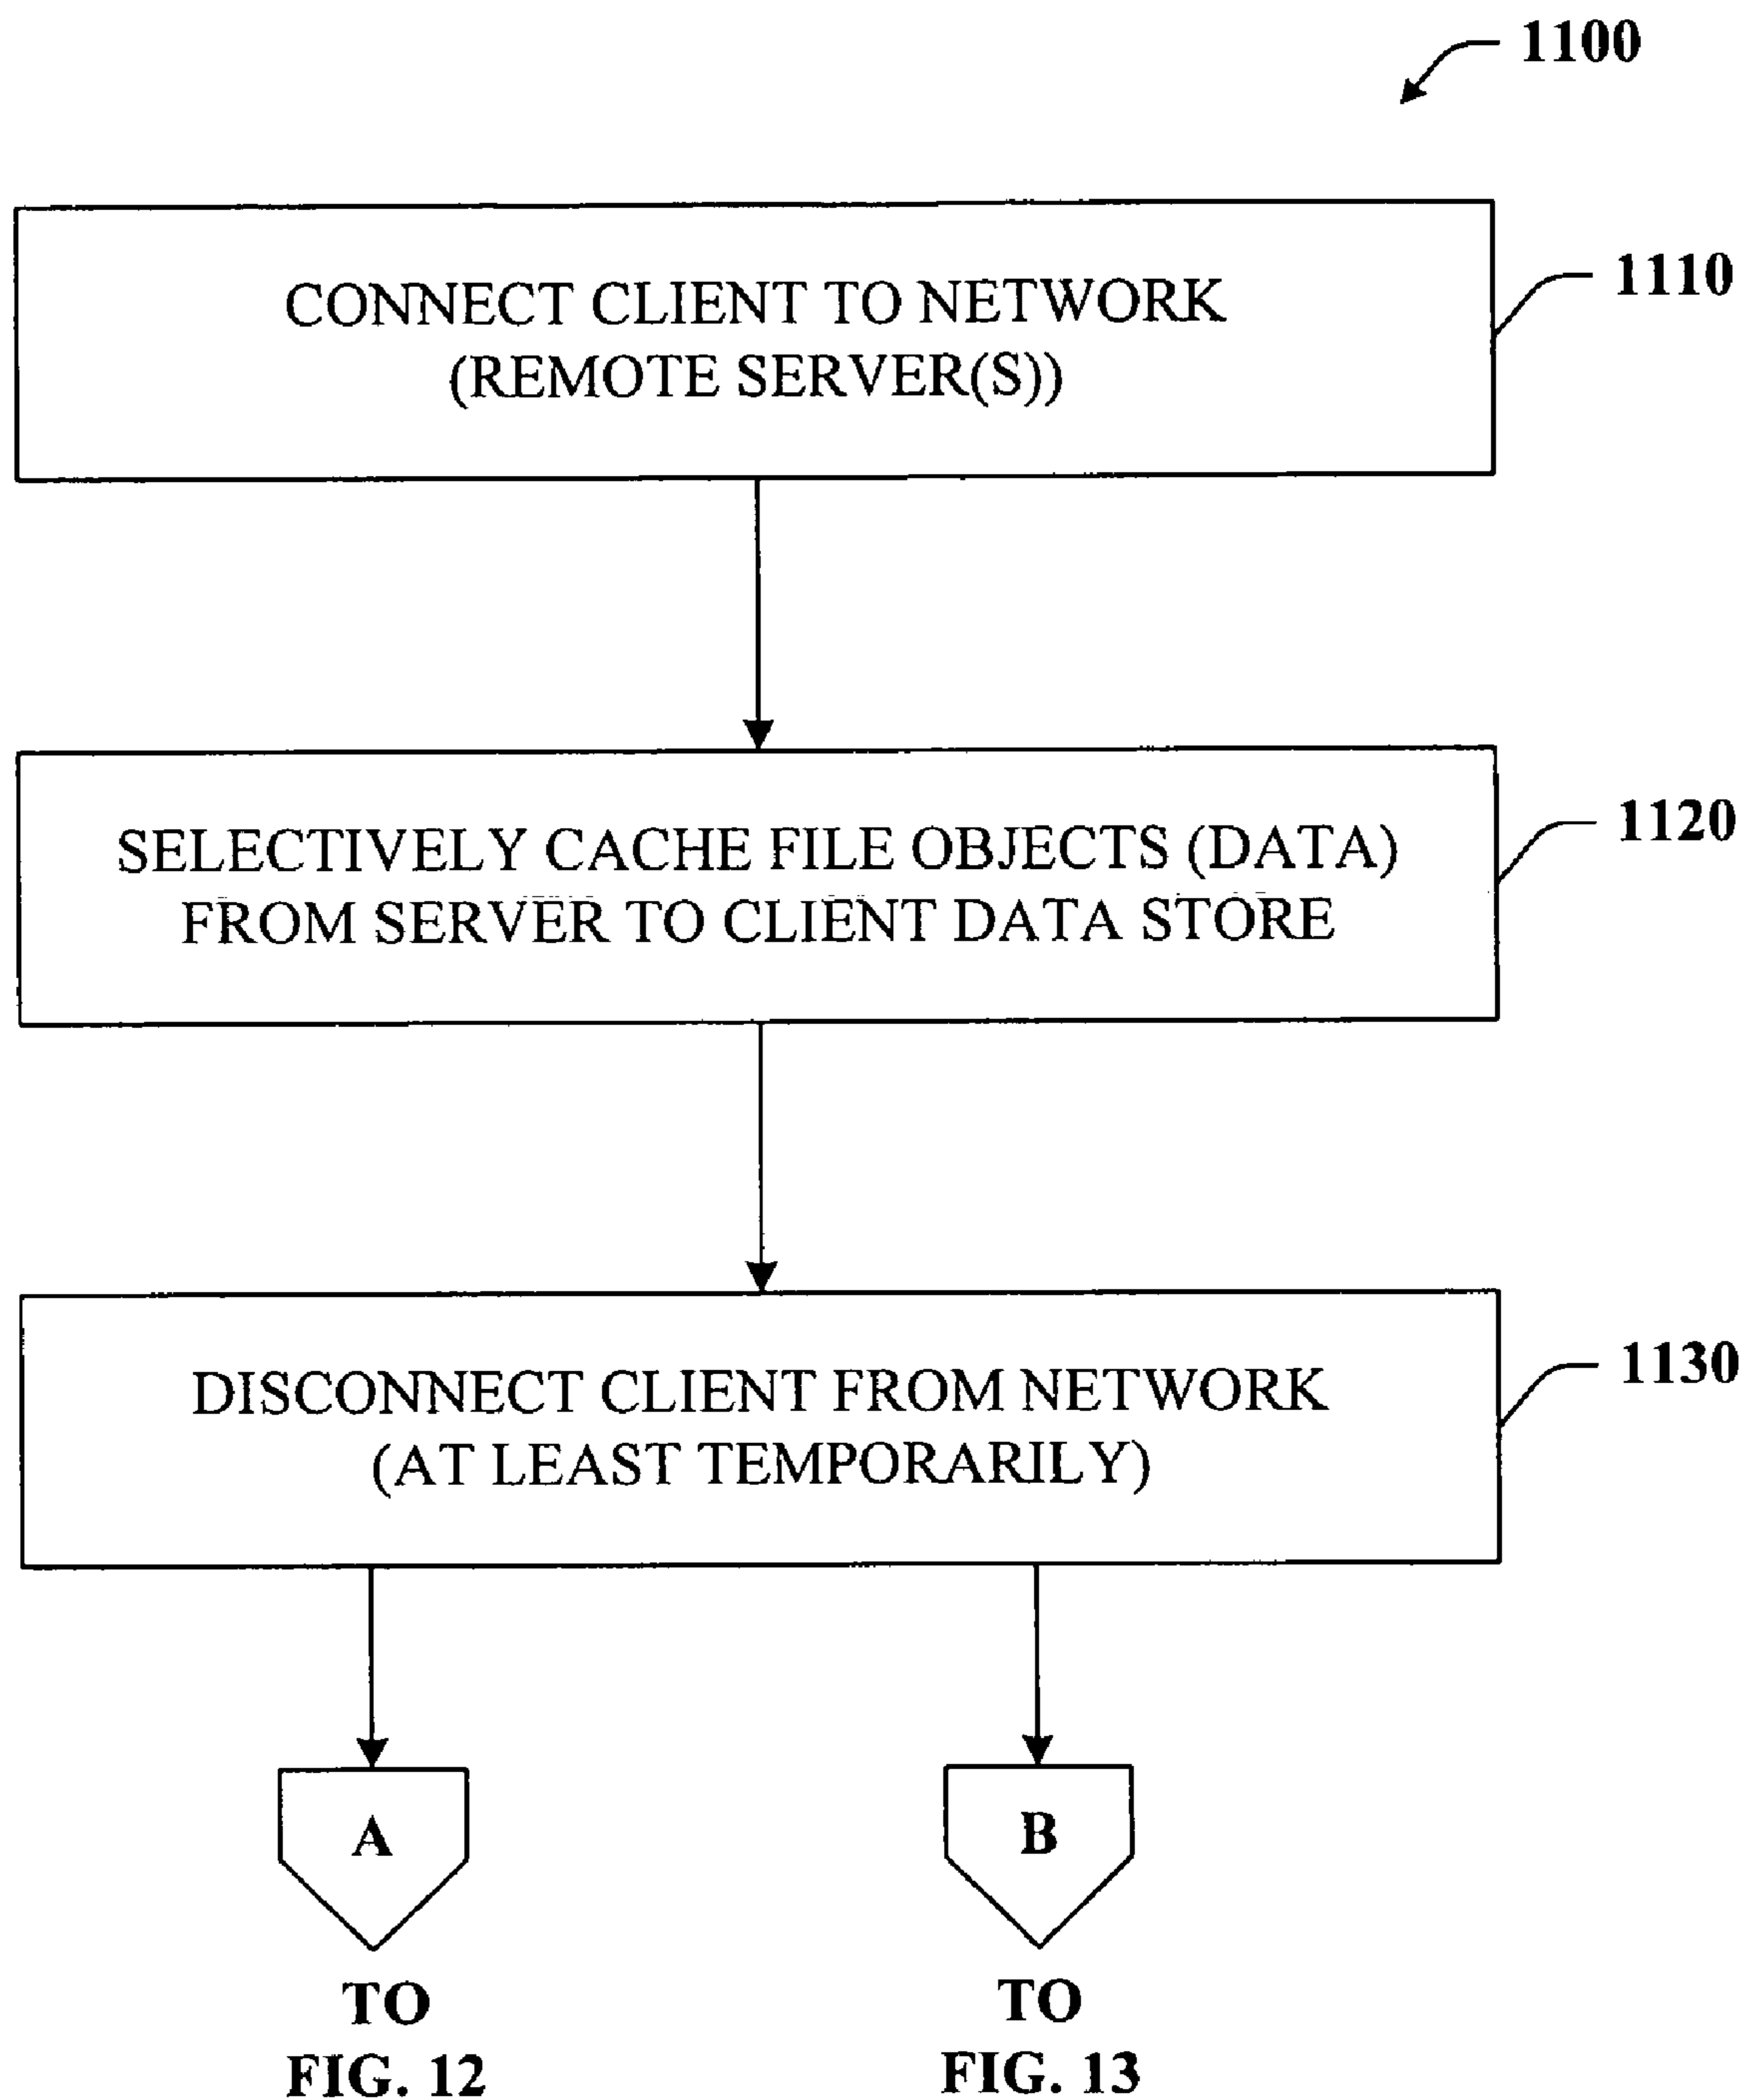 1100
CONNECT CLIENT TO NETWORK
(REMOTE SERVER(S))
1110
SELECTIVELY CACHE FILE OBJECTS (DATA)
FROM SERVER TO CLIENT DATA STORE
1120
DISCONNECT CLIENT FROM NETWORK
(AT LEAST TEMPORARILY)
1130
A
TO
FIG. 12
B
TO
FIG. 13